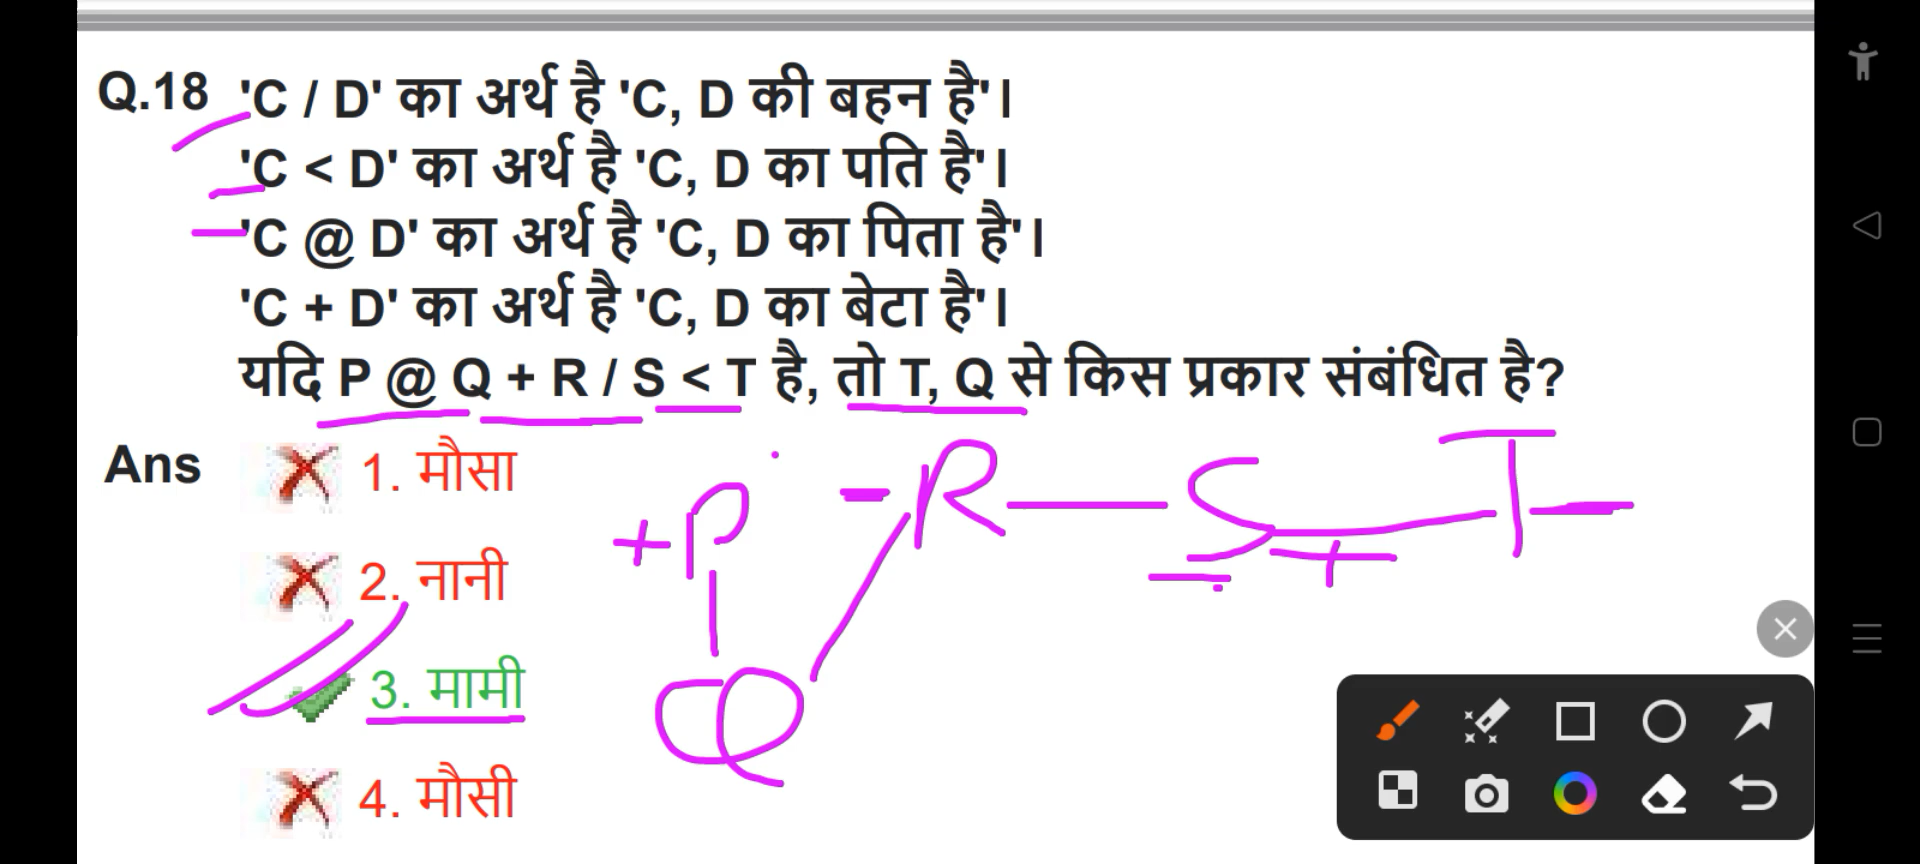 Q.18 'C / D' का अर्थ है 'C, D की बहन है'।
'C < D' का अर्थ है 'C, D का पति है'।
'C @ D' का अर्थ है 'C, D का पिता है'।
'C + D' का अर्थ है 'C, D का बेटा है'।
यदि P @ Q + R / S < T है, तो T, Q से किस प्रकार संबंधित है?
Ans 1. मौसा
2. नानी
3. मामी
4. मौसी
+P - R — S — T -
+
Q